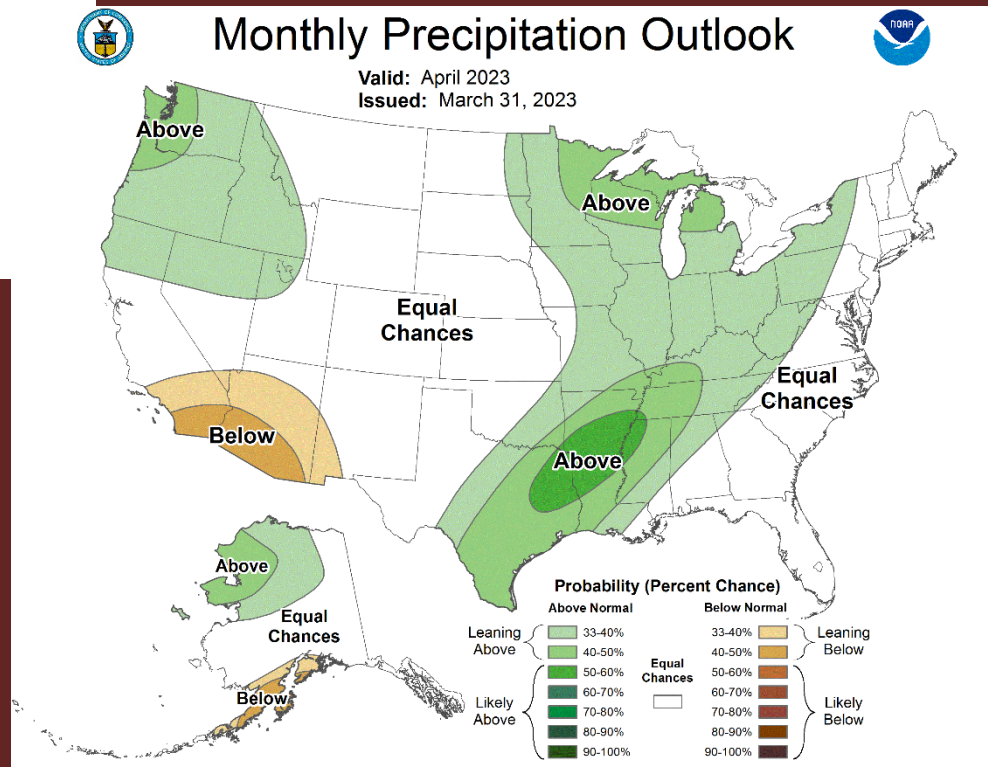 Monthly Precipitation Outlook
NOAA
Valid: April 2023
Issued: March 31, 2023
Above
Above
Equal
Chances
Equal
Chances
Below
Above
Above
Equal
Chances
Below
Probability (Percent Chance)
Above Normal
Below Normal
Leaning
Above
33-40%
40-50%
33-40%
40-50%
Leaning
Below
Equal
Chances
Likely
Above
50-60%
60-70%
70-80%
80-90%
90-100%
50-60%
60-70%
70-80%
80-90%
90-100%
Likely
Below